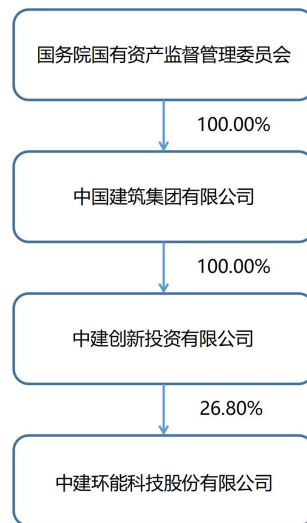 国务院国有资产监督管理委员会
100.00%
中国建筑集团有限公司
100.00%
中建创新投资有限公司
26.80%
中建环能科技股份有限公司